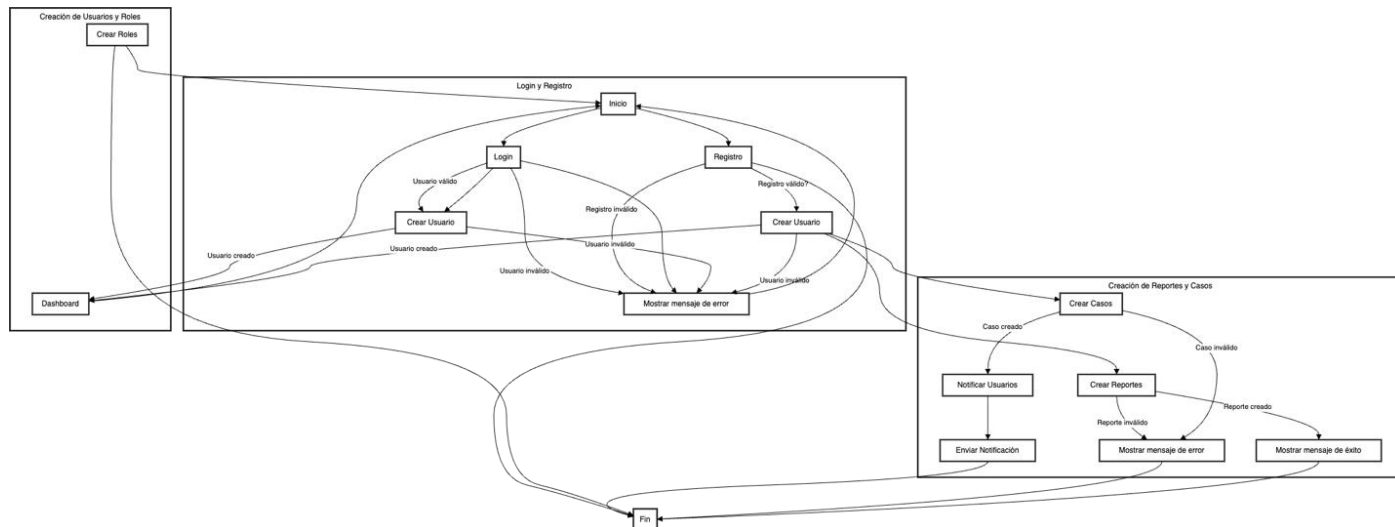 Creación de Usuarios y Roles
Crear Roles
Login y Registro
Inicio
Login
Registro
Usuario válido
Registro válido?
Registro inválido
Crear Usuario
Crear Usuario
Usuario creado
Usuario creado
Usuario inválido
Usuario inválido
Usuario inválido
Dashboard
Mostrar mensaje de error
Creación de Reportes y Casos
Crear Casos
Caso creado
Caso inválido
Notificar Usuarios
Crear Reportes
Reporte creado
Reporte inválido
Enviar Notificación
Mostrar mensaje de error
Mostrar mensaje de éxito
Fin